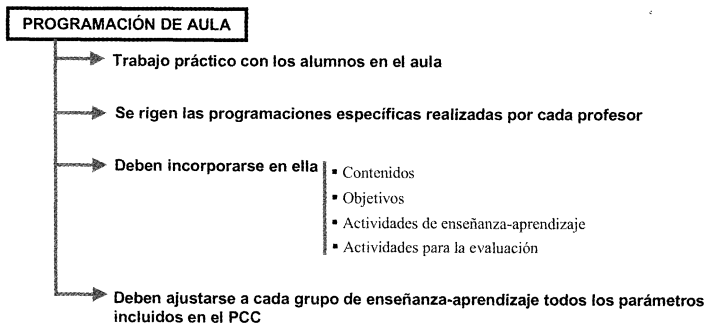 PROGRAMACIÓN DE AULA
Trabajo práctico con los alumnos en el aula
Se rigen las programaciones específicas realizadas por cada profesor
Deben incorporarse en ella
▪ Contenidos
▪ Objetivos
▪ Actividades de enseñanza-aprendizaje
▪ Actividades para la evaluación
Deben ajustarse a cada grupo de enseñanza-aprendizaje todos los parámetros
incluidos en el PCC